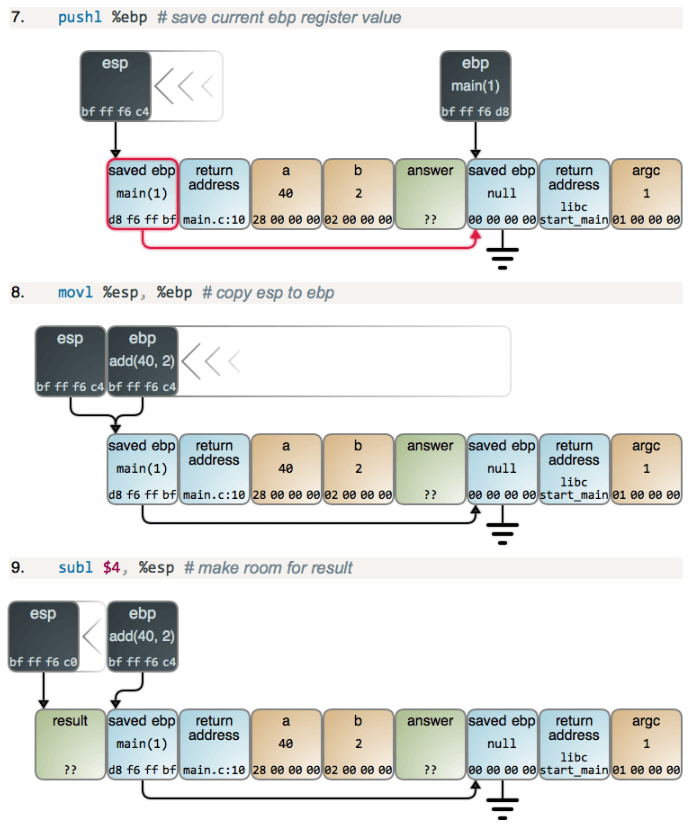 7. pushl %ebp # save current ebp register value
esp ebp
main(1)
bf ff f6 c4 bf ff f6 d8
saved ebp return address a b answer saved ebp return address argc
main(1) 40 2 null libc 1
d8 f6 ff bf main.c:10 28 00 00 00 02 00 00 00 ?? 00 00 00 00 start_main 01 00 00 00
8. movl %esp, %ebp # copy esp to ebp
esp ebp
add(40, 2)
bf ff f6 c4 bf ff f6 c4
saved ebp return address a b answer saved ebp return address argc
main(1) 40 2 null libc 1
d8 f6 ff bf main.c:10 28 00 00 00 02 00 00 00 ?? 00 00 00 00 start_main 01 00 00 00
9. subl $4, %esp # make room for result
esp ebp
add(40, 2)
bf ff f6 c0 bf ff f6 c4
result saved ebp return address a b answer saved ebp return address argc
main(1) 40 2 null libc 1
?? d8 f6 ff bf main.c:10 28 00 00 00 02 00 00 00 ?? 00 00 00 00 start_main 01 00 00 00